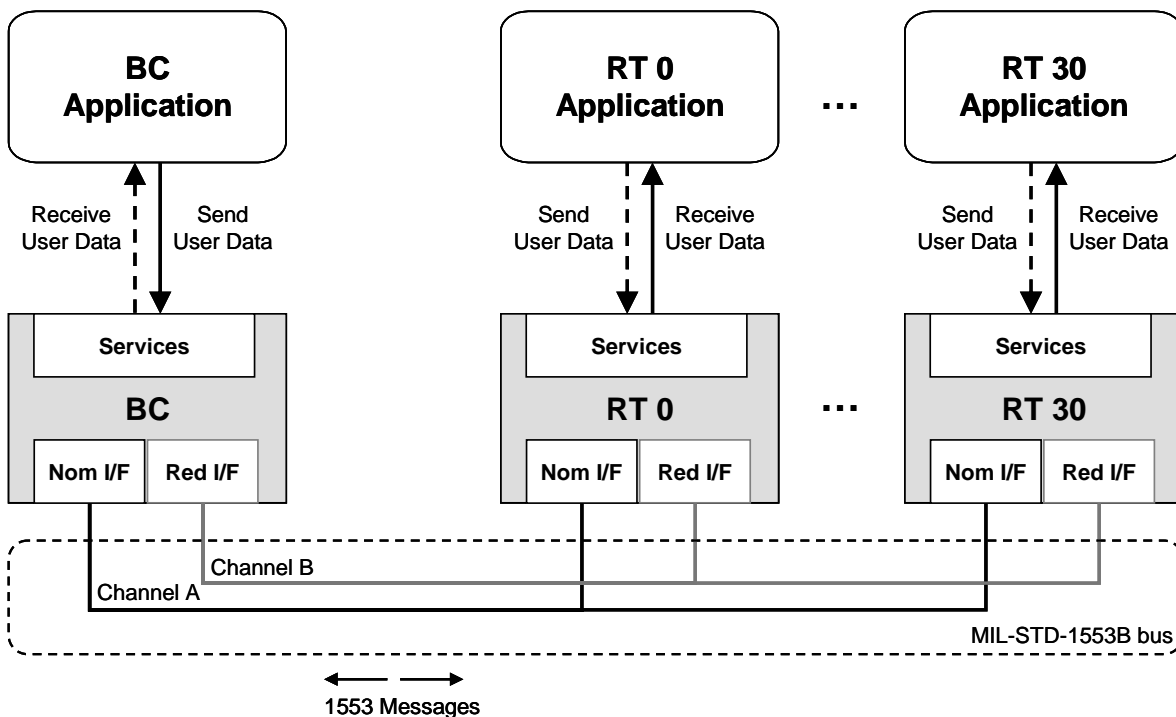 BC
Application
RT 0
Application
...
RT 30
Application
Receive
User Data
Send
User Data
Send
User Data
Receive
User Data
Send
User Data
Receive
User Data
Services
Services
Services
BC
RT 0
...
RT 30
Nom I/F
Red I/F
Nom I/F
Red I/F
Nom I/F
Red I/F
Channel B
Channel A
MIL-STD-1553B bus
1553 Messages